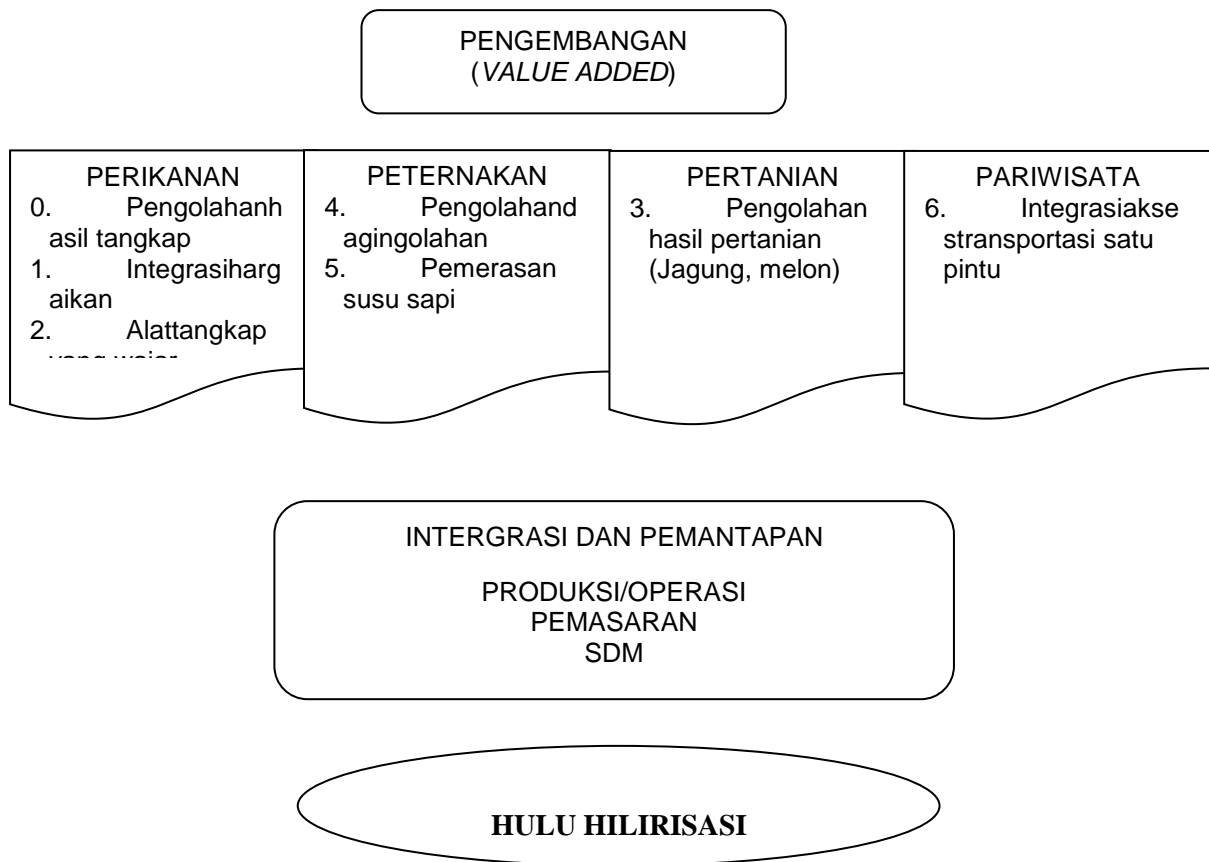 PENGEMBANGAN
(VALUE ADDED)
PERIKANAN
0. Pengolahanh
asil tangkap
1. Integrasiharg
aikan
2. Alattangkap
PETERNAKAN
4. Pengolahand
agingolahan
5. Pemerasan
susu sapi
PERTANIAN
3. Pengolahan
hasil pertanian
(Jagung, melon)
PARIWISATA
6. Integrasiakse
stransportasi satu
pintu
INTERGRASI DAN PEMANTAPAN
PRODUKSI/OPERASI
PEMASARAN
SDM
HULU HILIRISASI